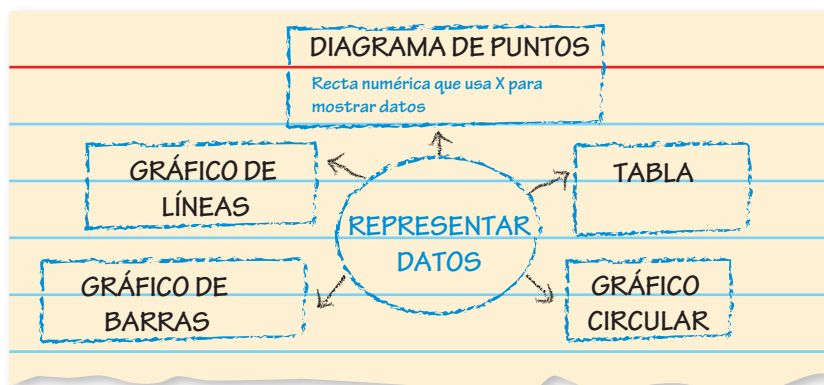 DIAGRAMA DE PUNTOS
Recta numérica que usa X para
mostrar datos
GRÁFICO DE
LÍNEAS
TABLA
REPRESENTAR
DATOS
GRÁFICO DE
BARRAS
GRÁFICO
CIRCULAR